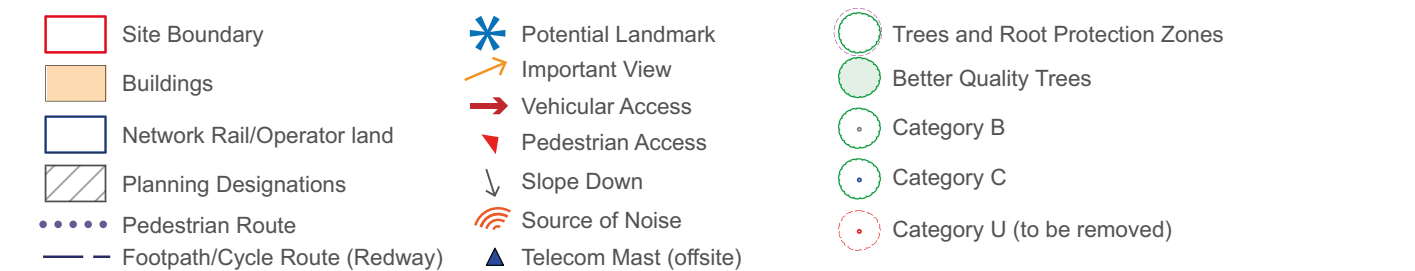 Site Boundary
Buildings
Network Rail/Operator land
Planning Designations
Pedestrian Route
Footpath/Cycle Route (Redway)
Potential Landmark
Important View
Vehicular Access
Pedestrian Access
Slope Down
Source of Noise
Telecom Mast (offsite)
Trees and Root Protection Zones
Better Quality Trees
Category B
Category C
Category U (to be removed)